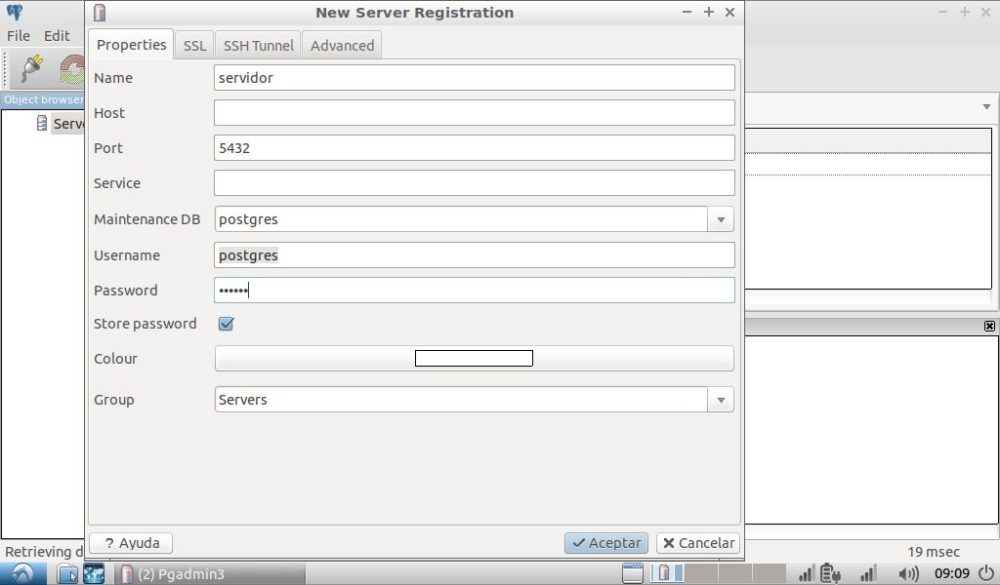 New Server Registration
File Edit
Properties SSL SSH Tunnel Advanced
Name servidor
Host
Object browser
Port 5432
Service
Maintenance DB postgres
Username postgres
Password ••••••
Store password
Colour
Group Servers
? Ayuda Aceptar Cancelar
Retrieving 19 msec
(2) Pgadmin3 09:09